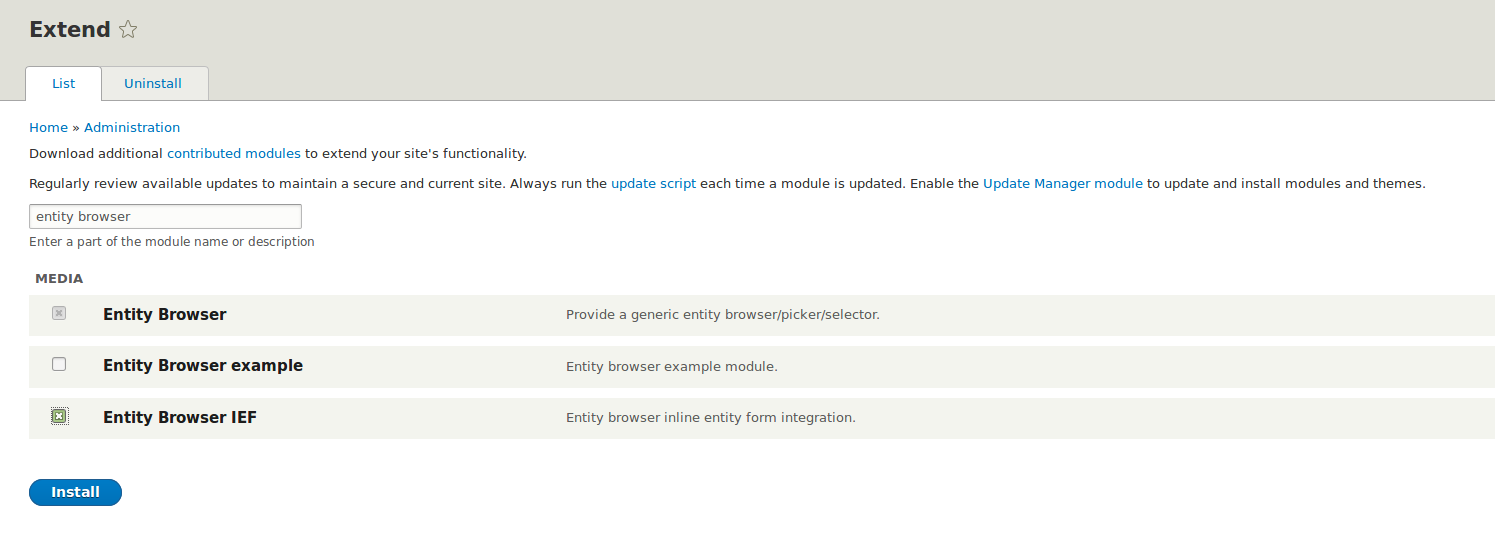 Extend
List Uninstall
Home » Administration
Download additional contributed modules to extend your site's functionality.
Regularly review available updates to maintain a secure and current site. Always run the update script each time a module is updated. Enable the Update Manager module to update and install modules and themes.
entity browser
Enter a part of the module name or description
MEDIA
Entity Browser Provide a generic entity browser/picker/selector.
Entity Browser example Entity browser example module.
Entity Browser IEF Entity browser inline entity form integration.
Install